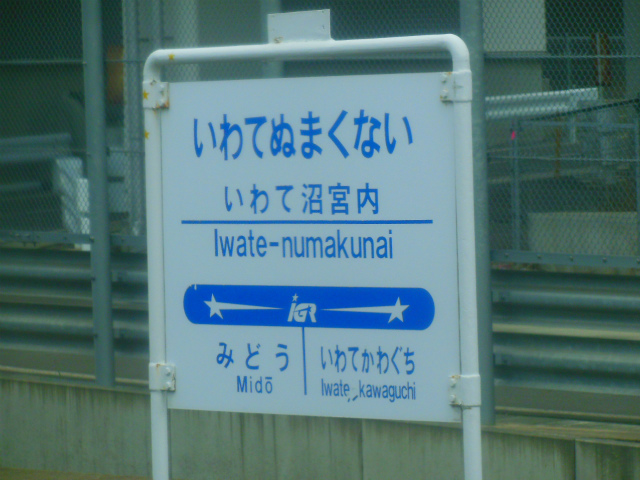 いわてぬまくない
いわて沼宮内
Iwate-numakunai
IGR
みどう いわてかわぐち
Midō Iwate-kawaguchi